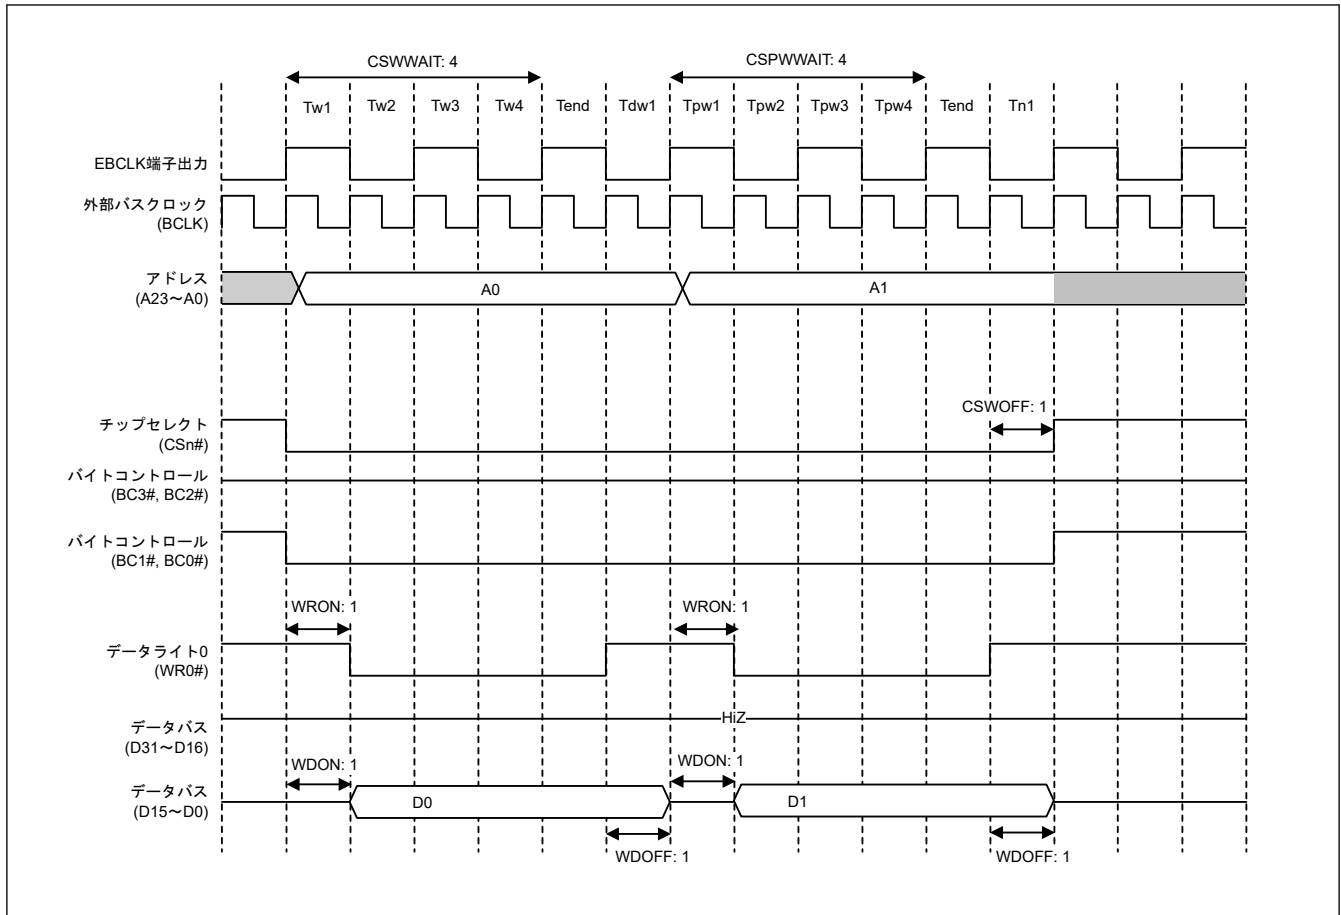 CSWWAIT: 4
CSPWWAIT: 4
Tw1 Tw2 Tw3 Tw4 Tend Tdw1 Tpw1 Tpw2 Tpw3 Tpw4 Tend Tn1
EBCLK端子出力
外部バスクロック
(BCLK)
アドレス
(A23～A0)
A0
A1
CSWOFF: 1
チップセレクト
(CSn#)
バイトコントロール
(BC3#, BC2#)
バイトコントロール
(BC1#, BC0#)
WRON: 1
WRON: 1
データライト0
(WR0#)
データバス
(D31～D16)
HiZ
WDON: 1
WDON: 1
データバス
(D15～D0)
D0
D1
WDOFF: 1
WDOFF: 1